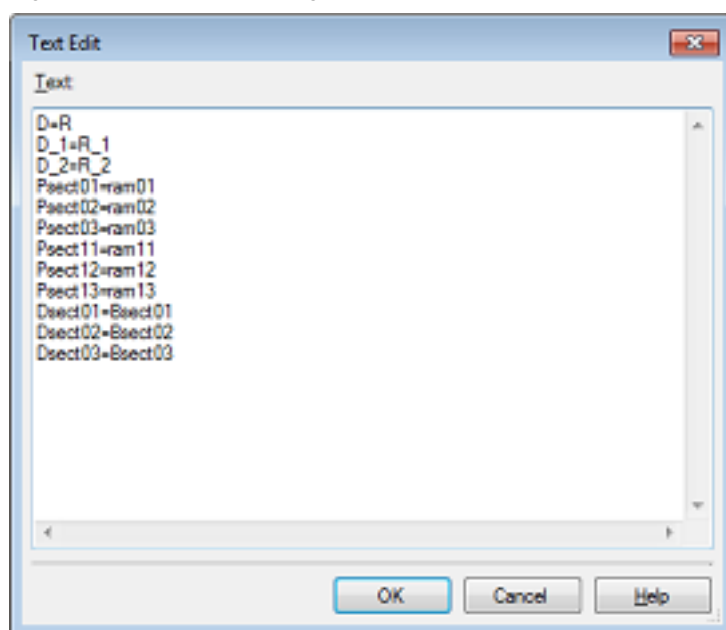 Text Edit
Text:
D=R
D_1=R_1
D_2=R_2
Psect01=ram01
Psect02=ram02
Psect03=ram03
Psect11=ram11
Psect12=ram12
Psect13=ram13
Dsect01=Bsect01
Dsect02=Bsect02
Dsect03=Bsect03
OK
Cancel
Help